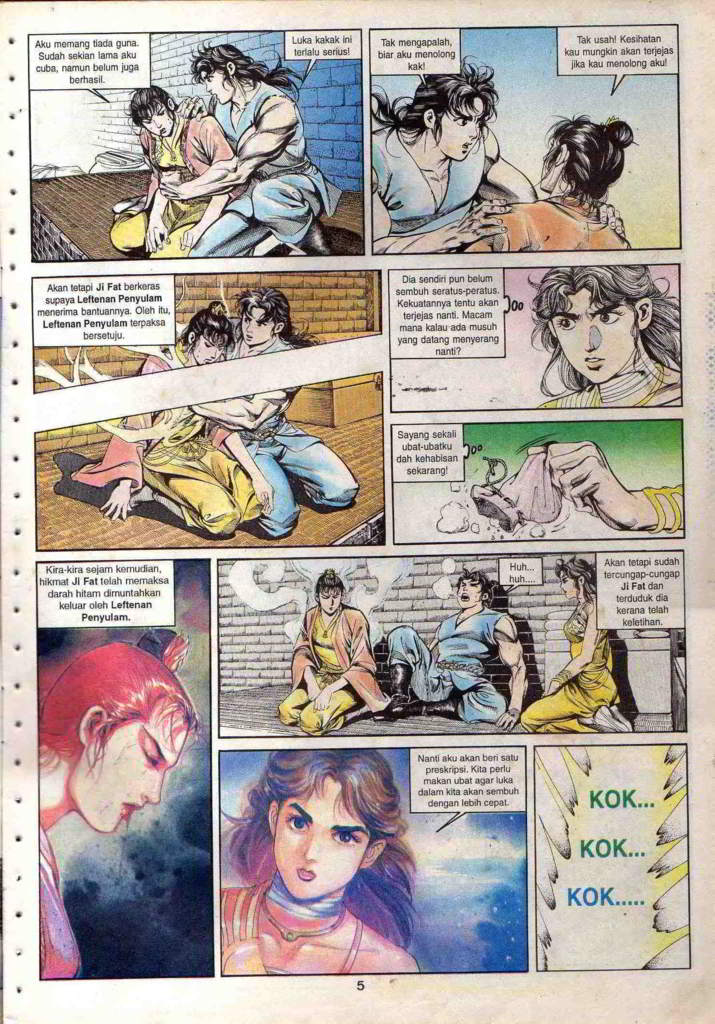 Aku memang tiada guna.
Sudah sekian lama aku
cuba, namun belum juga
berhasil.
Luka kakak ini
terlalu serius!
Tak mengapalah,
biar aku menolong
kak!
Tak usah! Kesihatan
kau mungkin akan terjejas
jika kau menolong aku!
Akan tetapi Ji Fat berkeras
supaya Leftenan Penyulam
menerima bantuannya. Oleh itu,
Leftenan Penyulam terpaksa
bersetuju.
Dia sendiri pun belum
sembuh seratus-peratus.
Kekuatannya tentu akan
terjejas nanti. Macam
mana kalau ada musuh
yang datang menyerang
nanti?
Sayang sekali
ubat-ubatku
dah kehabisan
sekarang!
Kira-kira sejam kemudian,
hikmat Ji Fat telah memaksa
darah hitam dimuntahkan
keluar oleh Leftenan
Penyulam.
Huh...
huh....
Akan tetapi sudah
tercungap-cungap
Ji Fat dan
terduduk dia
kerana telah
keletihan.
Nanti aku akan beri satu
preskripsi. Kita perlu
makan ubat agar luka
dalam kita akan sembuh
dengan lebih cepat.
KOK...
KOK...
KOK.....
5